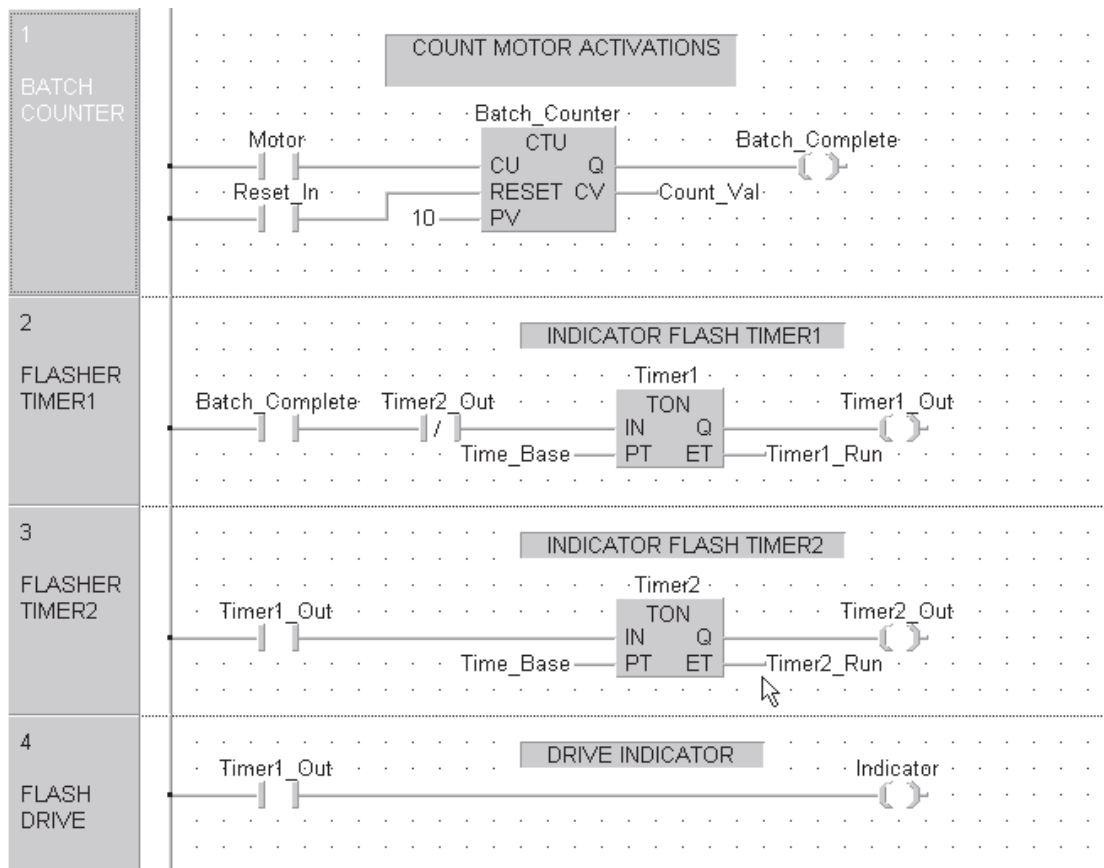 1
BATCH
COUNTER
COUNT MOTOR ACTIVATIONS
Batch_Counter
Motor
CTU
Batch_Complete
CU Q
Reset_In
RESET CV
Count_Val
10
PV
2
FLASHER
TIMER1
INDICATOR FLASH TIMER1
Timer1
Batch_Complete
Timer2_Out
/
TON
Timer1_Out
IN Q
Time_Base
PT ET
Timer1_Run
3
FLASHER
TIMER2
INDICATOR FLASH TIMER2
Timer2
Timer1_Out
TON
Timer2_Out
IN Q
Time_Base
PT ET
Timer2_Run
4
FLASH
DRIVE
DRIVE INDICATOR
Timer1_Out
Indicator